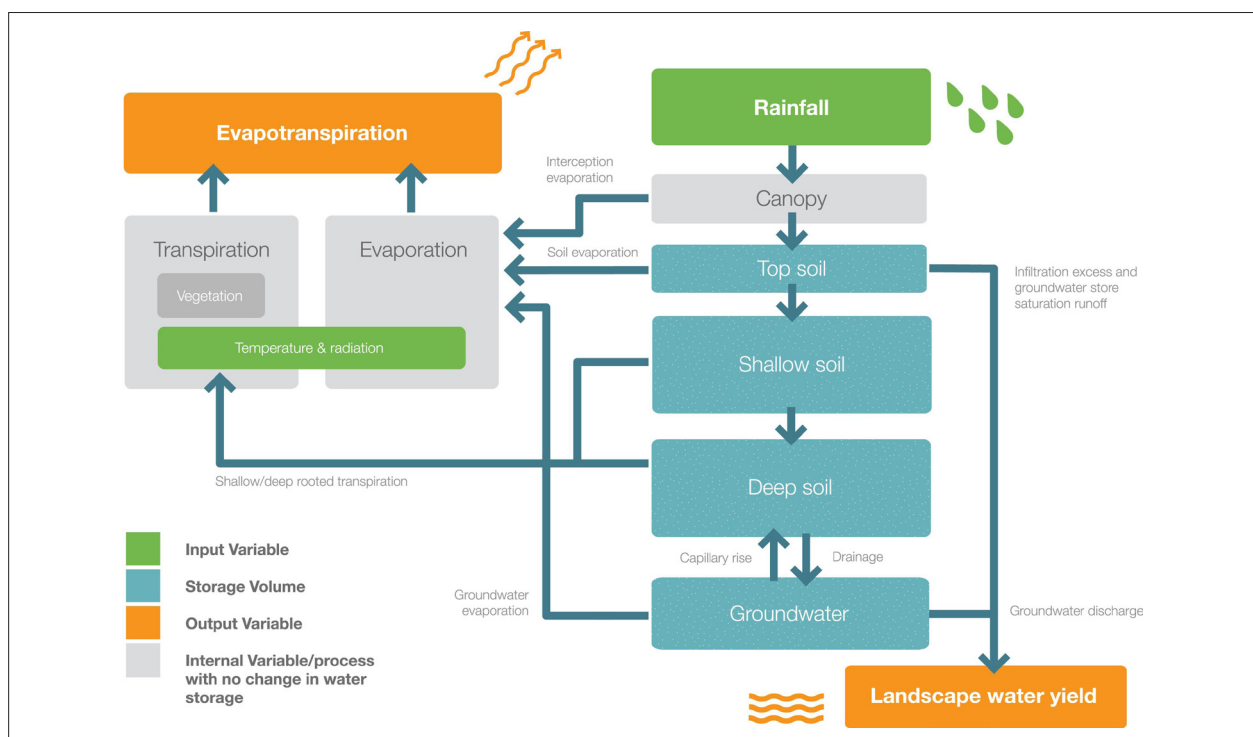 Evapotranspiration
Rainfall
Interception
evaporation
Canopy
Transpiration
Evaporation
Soil evaporation
Top soil
Infiltration excess and
groundwater store
saturation runoff
Vegetation
Temperature & radiation
Shallow soil
Shallow/deep rooted transpiration
Deep soil
Input Variable
Capillary rise
Drainage
Storage Volume
Groundwater
evaporation
Groundwater
Groundwater discharge
Output Variable
Internal Variable/process
with no change in water
storage
Landscape water yield